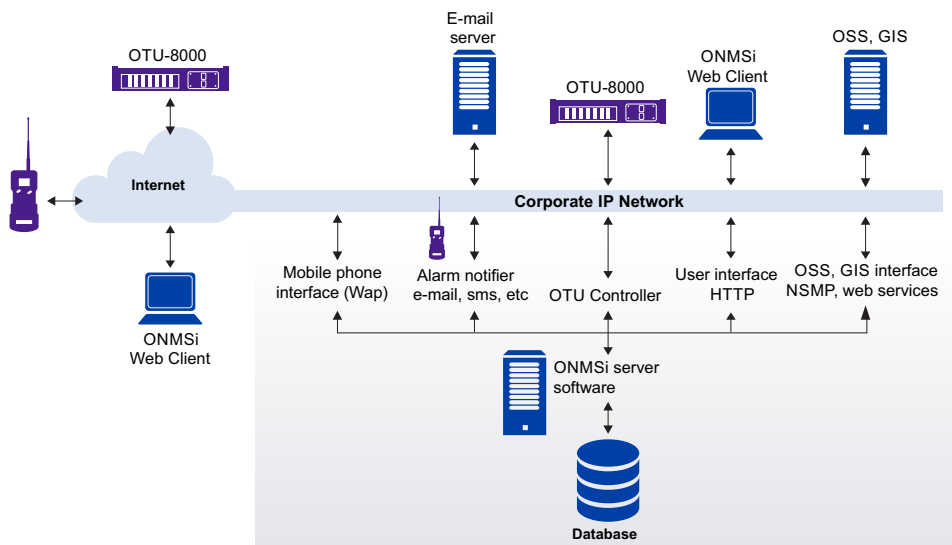 E-mail
server
OTU-8000
OTU-8000
ONMSi
Web Client
OSS, GIS
Internet
Corporate IP Network
Mobile phone
interface (Wap)
Alarm notifier
e-mail, sms, etc
OTU Controller
User interface
HTTP
OSS, GIS interface
NSMP, web services
ONMSi
Web Client
ONMSi server
software
Database